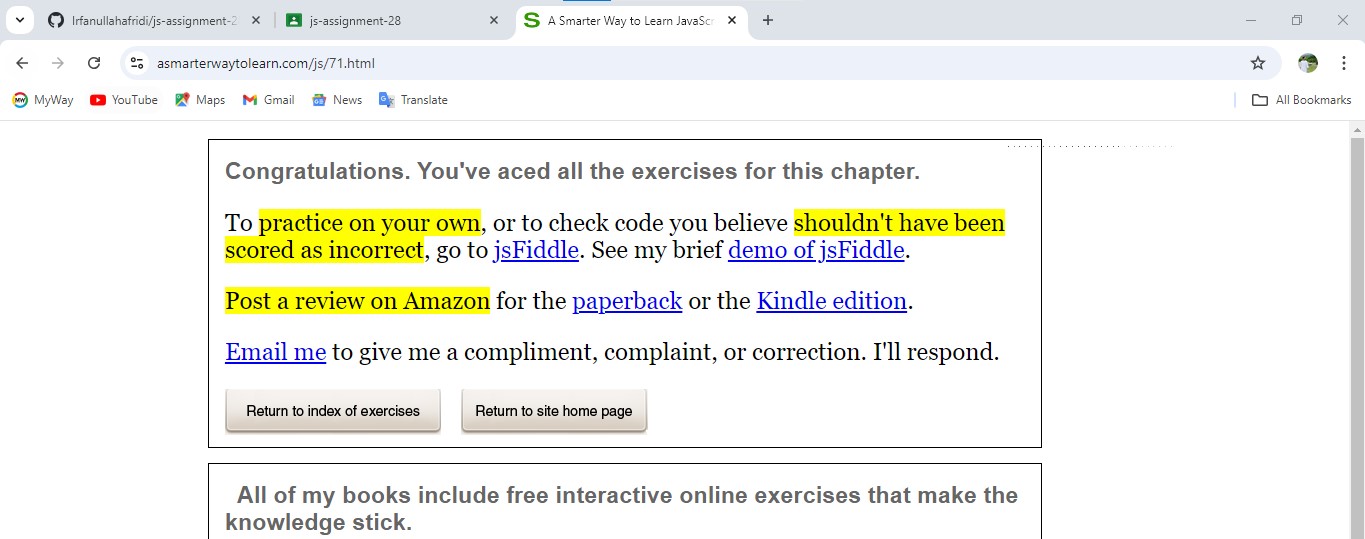 Irfanullahafridi/js-assignment-2
js-assignment-28
A Smarter Way to Learn JavaScr
asmarterwaytolearn.com/js/71.html
MyWay
YouTube
Maps
Gmail
News
Translate
All Bookmarks
Congratulations. You've aced all the exercises for this chapter.
To practice on your own, or to check code you believe shouldn't have been
scored as incorrect, go to jsFiddle. See my brief demo of jsFiddle.
Post a review on Amazon for the paperback or the Kindle edition.
Email me to give me a compliment, complaint, or correction. I'll respond.
Return to index of exercises
Return to site home page
All of my books include free interactive online exercises that make the
knowledge stick.